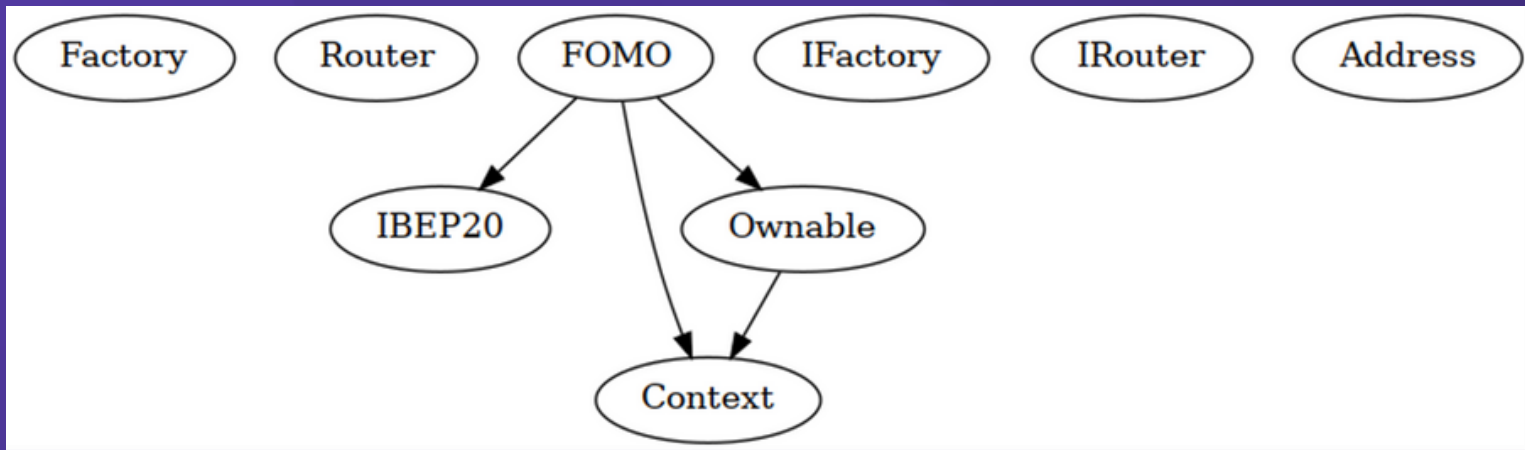 Factory
Router
FOMO
IFactory
IRouter
Address
IBEP20
Ownable
Context